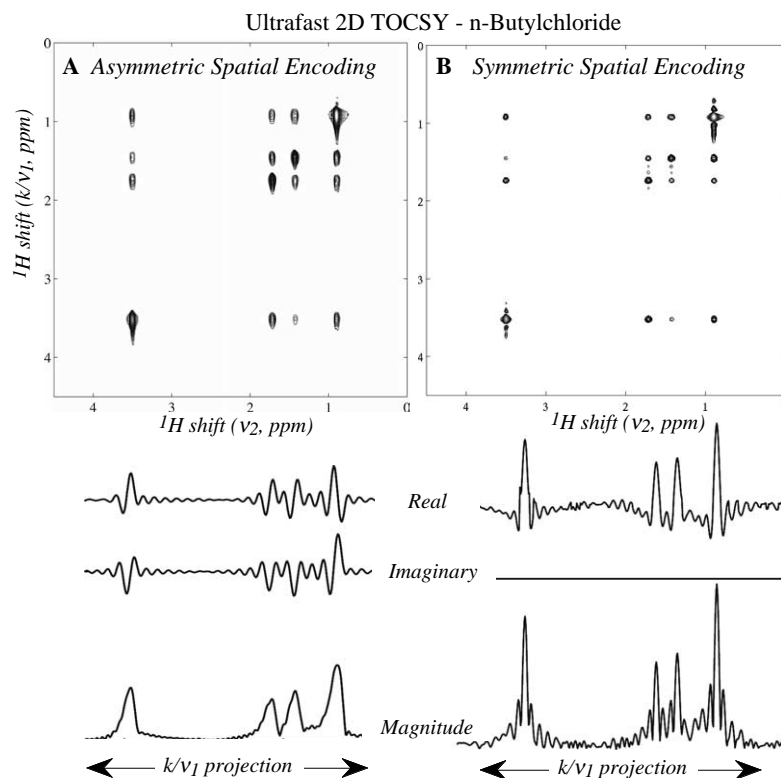 Ultrafast 2D TOCSY - n-Butylchloride
A Asymmetric Spatial Encoding
B Symmetric Spatial Encoding
0
1
2
3
4
¹H shift (k/ν₁, ppm)
4
3
2
1
0
¹H shift (ν₂, ppm)
0
1
2
3
4
4
3
2
1
¹H shift (ν₂, ppm)
Real
Imaginary
Magnitude
k/ν₁ projection
k/ν₁ projection